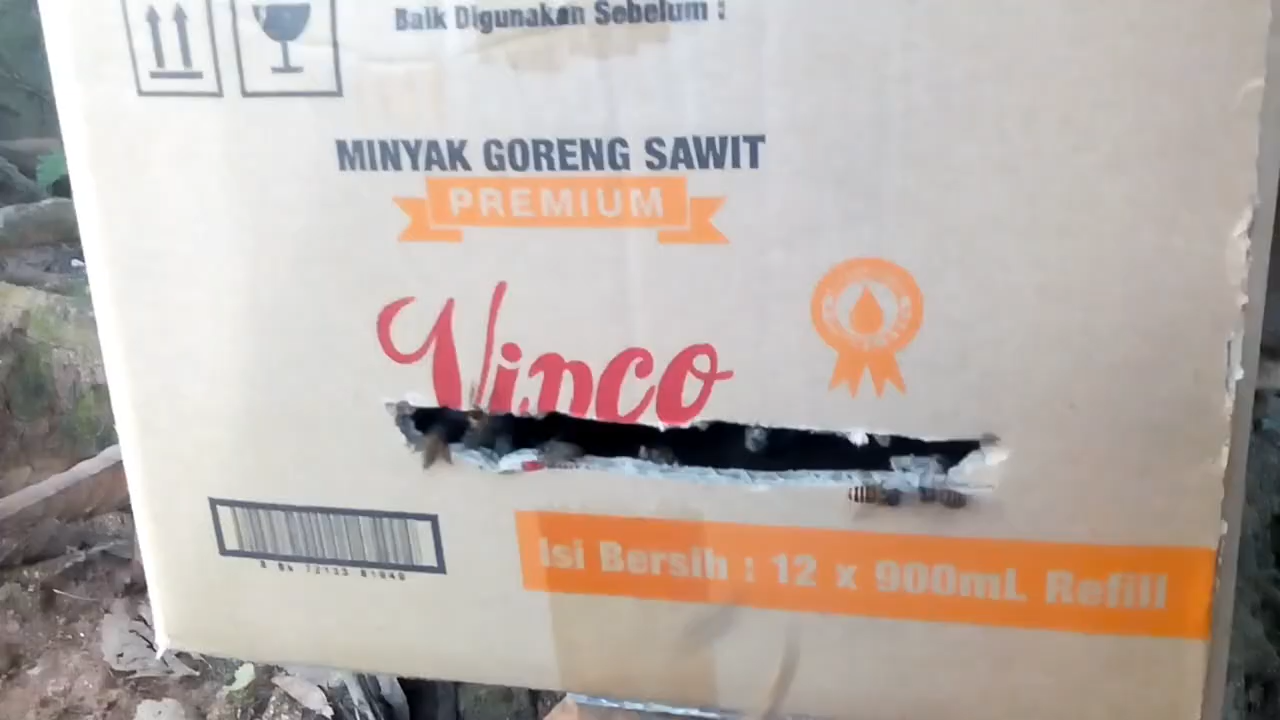 Baik Digunakan Sebelum :
MINYAK GORENG SAWIT
PREMIUM
Vinco
Isi Bersih : 12 x 900mL Refill